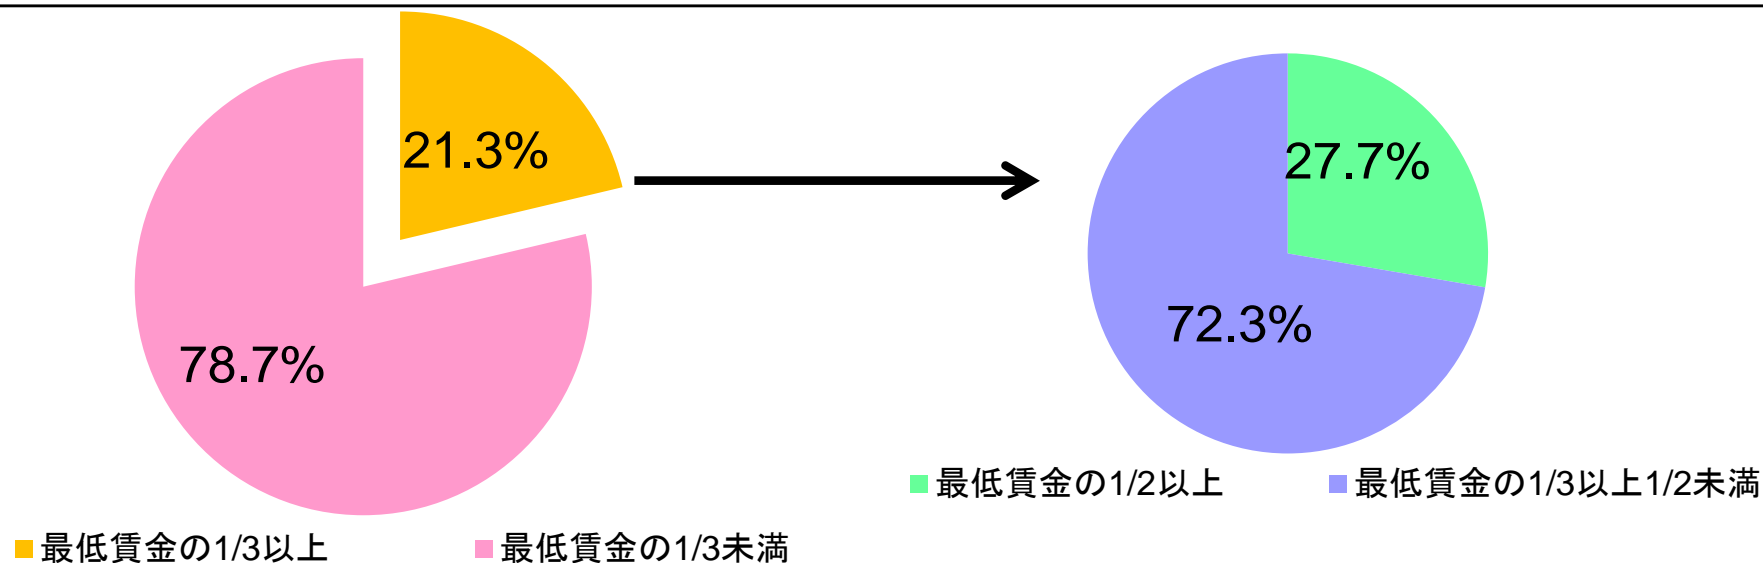 21.3%
78.7%
■最低賃金の1/3以上 ■最低賃金の1/3未満
27.7%
72.3%
■最低賃金の1/2以上 ■最低賃金の1/3以上1/2未満